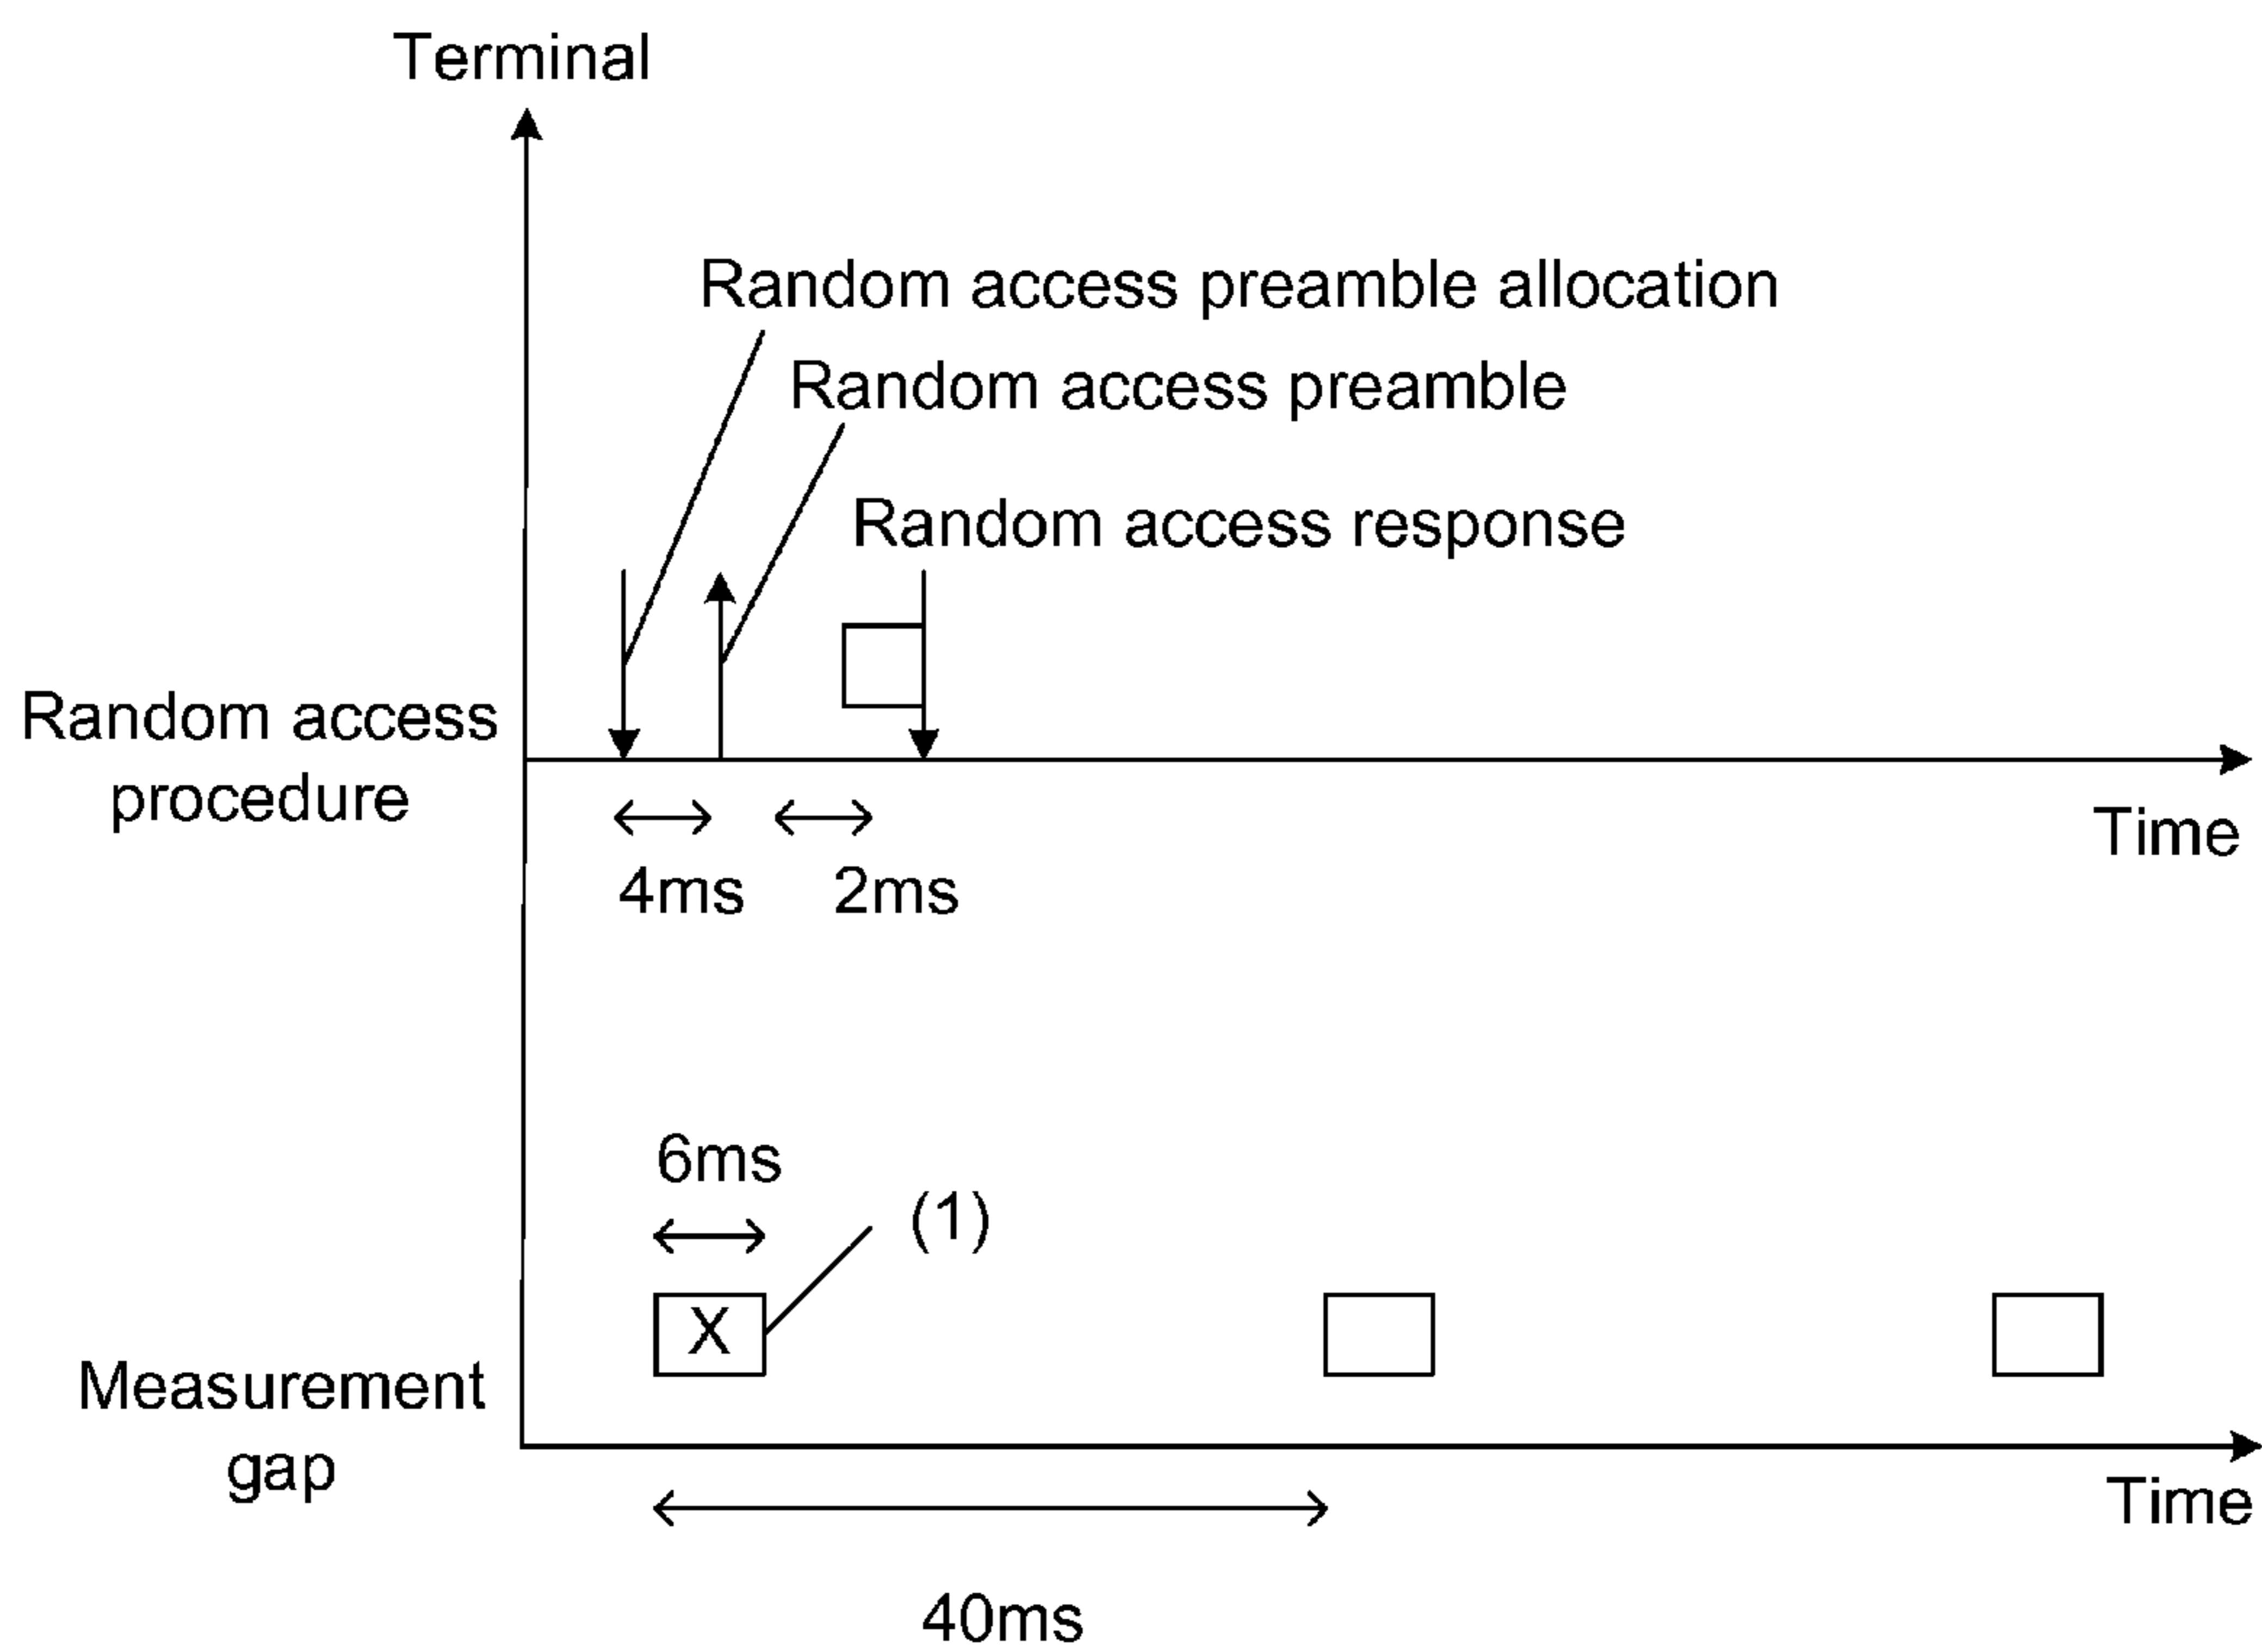 Terminal
Random access preamble allocation
Random access preamble
Random access response
Random access
procedure
Time
4ms
2ms
6ms
(1)
X
Measurement
gap
Time
40ms